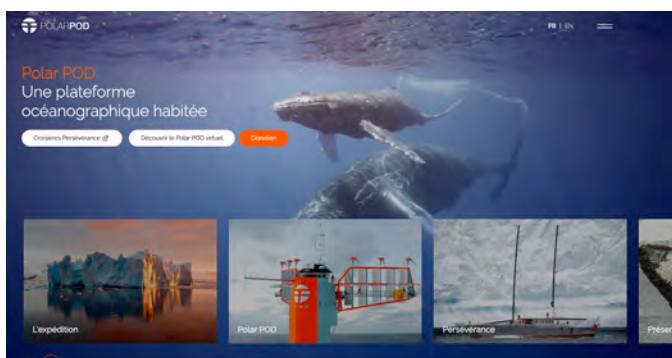 POLARPOD
FR | EN
Polar POD
Une plateforme
océanographique habitée
Croisières Persévérance
Découvrir le Polar POD virtuel
Donation
L'expédition
Polar POD
Persévérance
Présen